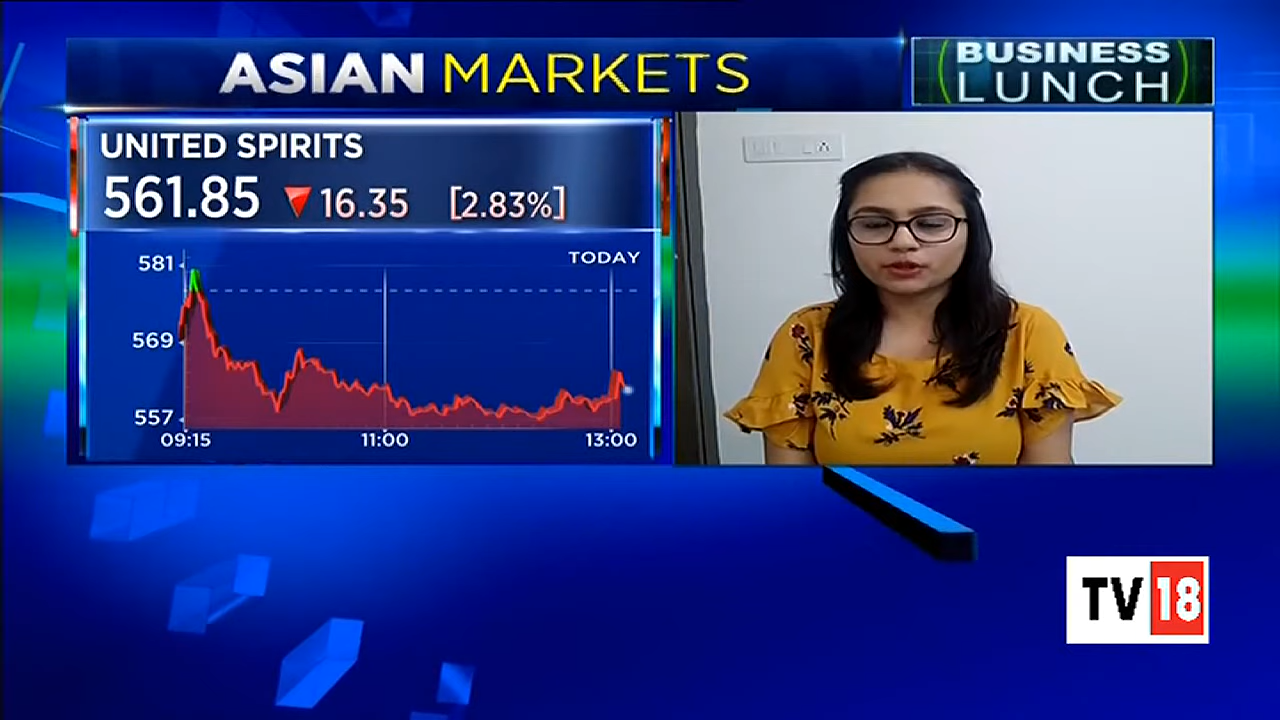 ASIAN MARKETS
BUSINESS
LUNCH
UNITED SPIRITS
561.85 ▼ 16.35 [2.83%]
TODAY
581
569
557
09:15 11:00 13:00
TV18